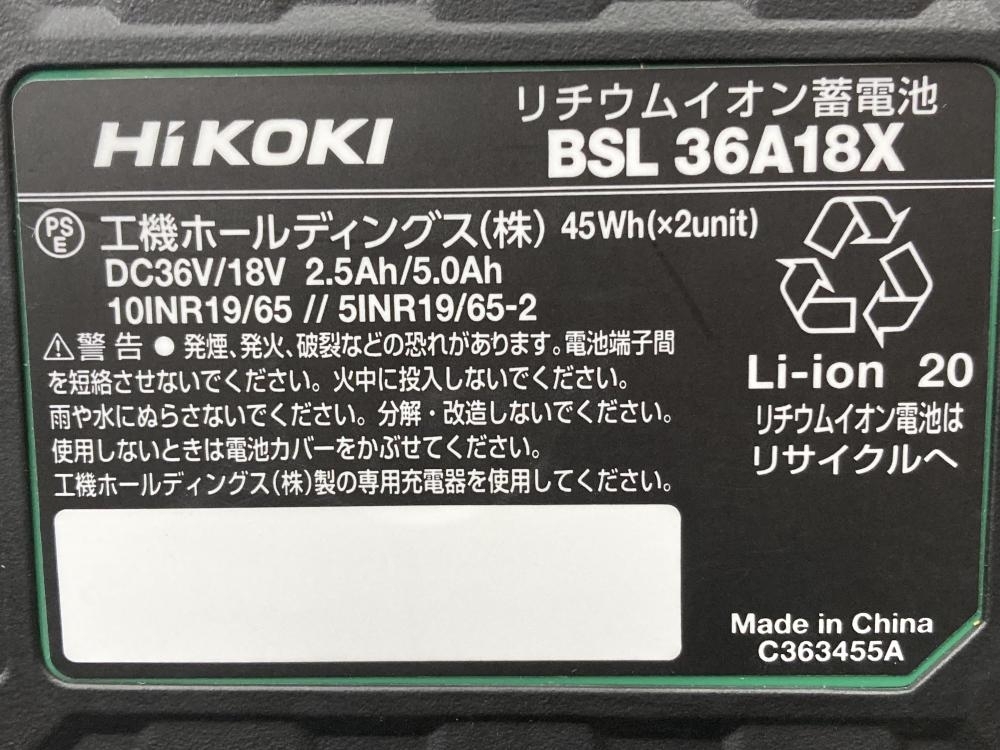 HiKOKI
リチウムイオン蓄電池
BSL 36A18X
PS
E
工機ホールディングス(株) 45Wh(×2unit)
DC36V/18V 2.5Ah/5.0Ah
10INR19/65 // 5INR19/65-2
⚠警告 ● 発煙、発火、破裂などの恐れがあります。電池端子間
を短絡させないでください。火中に投入しないでください。
雨や水にぬらさないでください。分解・改造しないでください。
使用しないときは電池カバーをかぶせてください。
工機ホールディングス(株)製の専用充電器を使用してください。
Li-ion 20
リチウムイオン電池は
リサイクルへ
Made in China
C363455A